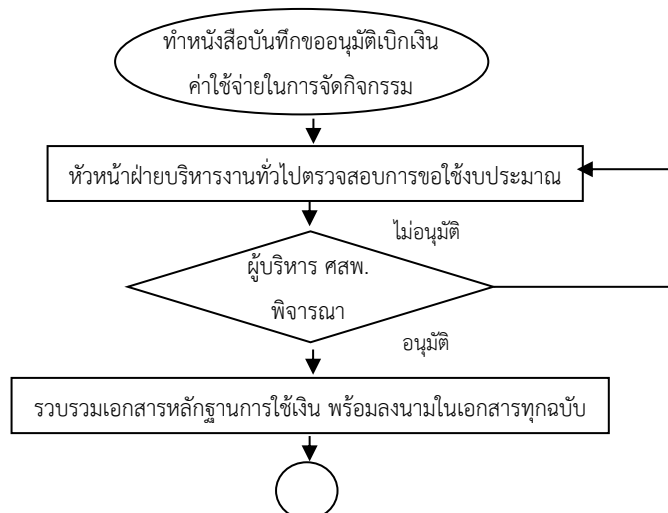 ทำหนังสือบันทึกขออนุมัติเบิกเงิน
ค่าใช้จ่ายในการจัดกิจกรรม
หัวหน้าฝ่ายบริหารงานทั่วไปตรวจสอบการขอใช้งบประมาณ
ไม่อนุมัติ
ผู้บริหาร ศสพ.
พิจารณา
อนุมัติ
รวบรวมเอกสารหลักฐานการใช้เงิน พร้อมลงนามในเอกสารทุกฉบับ